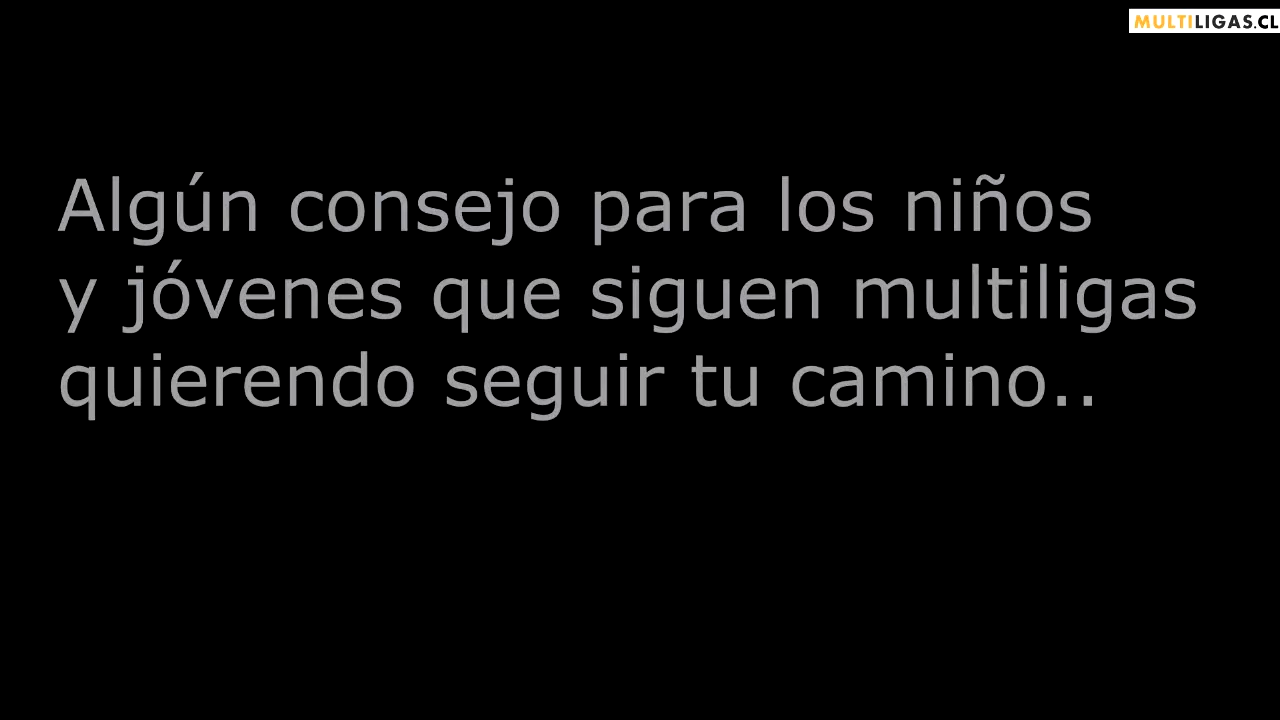 MULTILIGAS.CL
Algún consejo para los niños
y jóvenes que siguen multiligas
quierendo seguir tu camino..